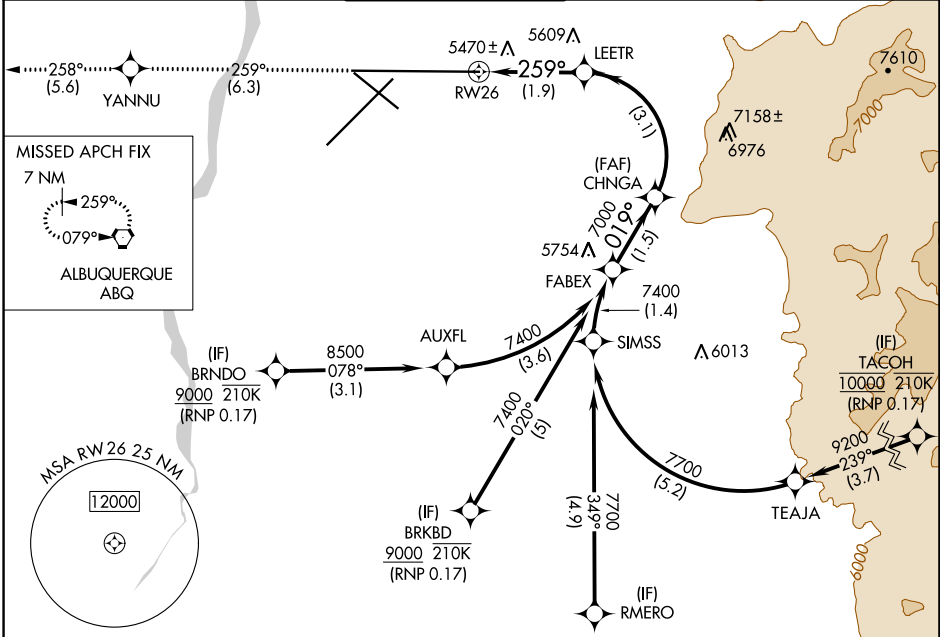 5470±
5609
LEETR
7610
258°
(5.6)
YANNU
259°
(6.3)
RW26
259°
(1.9)
7000
(3.1)
7158±
6976
MISSED APCH FIX
7 NM
259°
079°
ALBUQUERQUE
ABQ
(FAF)
CHNGA
7000
019°
(1.5)
5754
FABEX
7400
(1.4)
AUXFL
7400
(3.6)
SIMSS
6013
(IF)
BRNDO
9000 210K
(RNP 0.17)
8500
078°
(3.1)
(IF)
TACOH
10000 210K
(RNP 0.17)
7400
020°
(5)
9200
239°
(3.7)
7700
(5.2)
TEAJA
MSA RW26 25 NM
12000
(IF)
BRKBD
9000 210K
(RNP 0.17)
7700
349°
(4.9)
(IF)
RMERO
6000